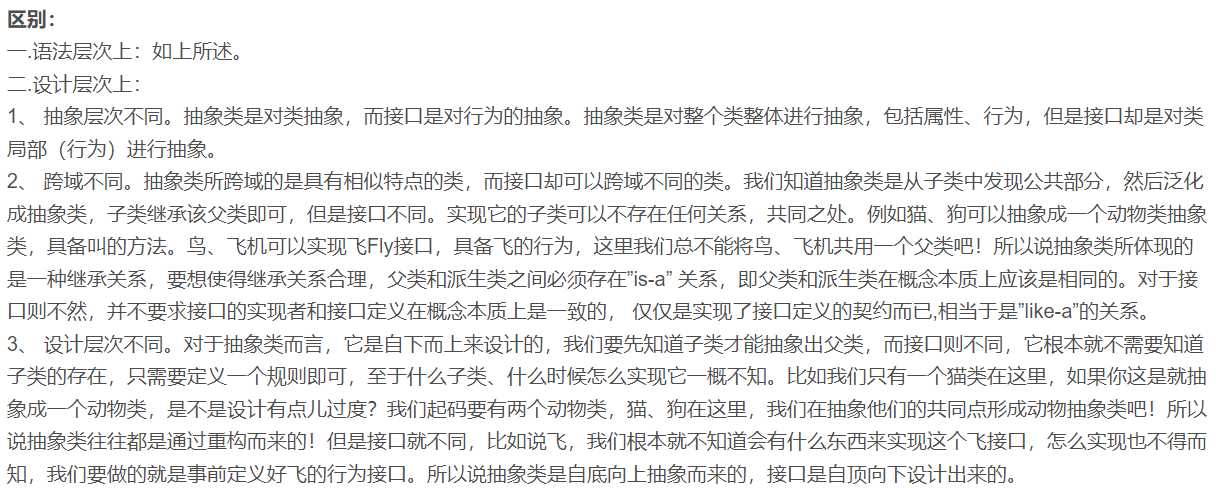 区别：
一.语法层次上：如上所述。
二.设计层次上：
1、 抽象层次不同。抽象类是对类抽象，而接口是对行为的抽象。抽象类是对整个类整体进行抽象，包括属性、行为，但是接口却是对类
局部（行为）进行抽象。
2、 跨域不同。抽象类所跨域的是具有相似特点的类，而接口却可以跨域不同的类。我们知道抽象类是从子类中发现公共部分，然后泛化
成抽象类，子类继承该父类即可，但是接口不同。实现它的子类可以不存在任何关系，共同之处。例如猫、狗可以抽象成一个动物类抽象
类，具备叫的方法。鸟、飞机可以实现飞Fly接口，具备飞的行为，这里我们总不能将鸟、飞机共用一个父类吧！所以说抽象类所体现的
是一种继承关系，要想使得继承关系合理，父类和派生类之间必须存在”is-a” 关系，即父类和派生类在概念本质上应该是相同的。对于接
口则不然，并不要求接口的实现者和接口定义在概念本质上是一致的， 仅仅是实现了接口定义的契约而已,相当于是”like-a”的关系。
3、 设计层次不同。对于抽象类而言，它是自下而上来设计的，我们要先知道子类才能抽象出父类，而接口则不同，它根本就不需要知道
子类的存在，只需要定义一个规则即可，至于什么子类、什么时候怎么实现它一概不知。比如我们只有一个猫类在这里，如果你这是就抽
象成一个动物类，是不是设计有点儿过度？我们起码要有两个动物类，猫、狗在这里，我们在抽象他们的共同点形成动物抽象类吧！所以
说抽象类往往都是通过重构而来的！但是接口就不同，比如说飞，我们根本就不知道会有什么东西来实现这个飞接口，怎么实现也不得而
知，我们要做的就是事前定义好飞的行为接口。所以说抽象类是自底向上抽象而来的，接口是自顶向下设计出来的。